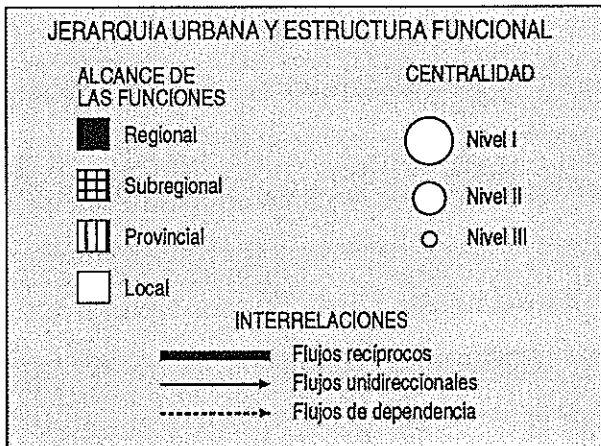 JERARQUIA URBANA Y ESTRUCTURA FUNCIONAL
ALCANCE DE
LAS FUNCIONES
Regional
Subregional
Provincial
Local
CENTRALIDAD
Nivel I
Nivel II
Nivel III
INTERRELACIONES
Flujos recíprocos
Flujos unidireccionales
Flujos de dependencia